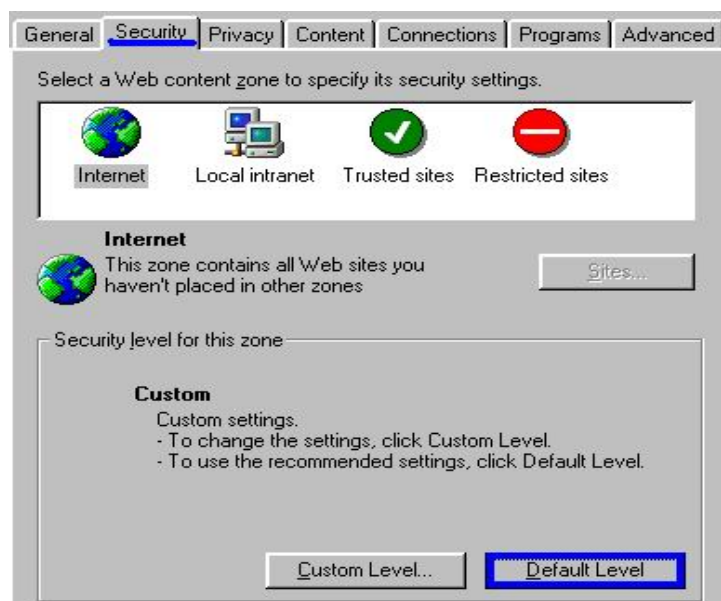 General Security Privacy Content Connections Programs Advanced
Select a Web content zone to specify its security settings.
Internet Local intranet Trusted sites Restricted sites
Internet
This zone contains all Web sites you
haven't placed in other zones
Sites...
Security level for this zone
Custom
Custom settings.
- To change the settings, click Custom Level.
- To use the recommended settings, click Default Level.
Custom Level... Default Level